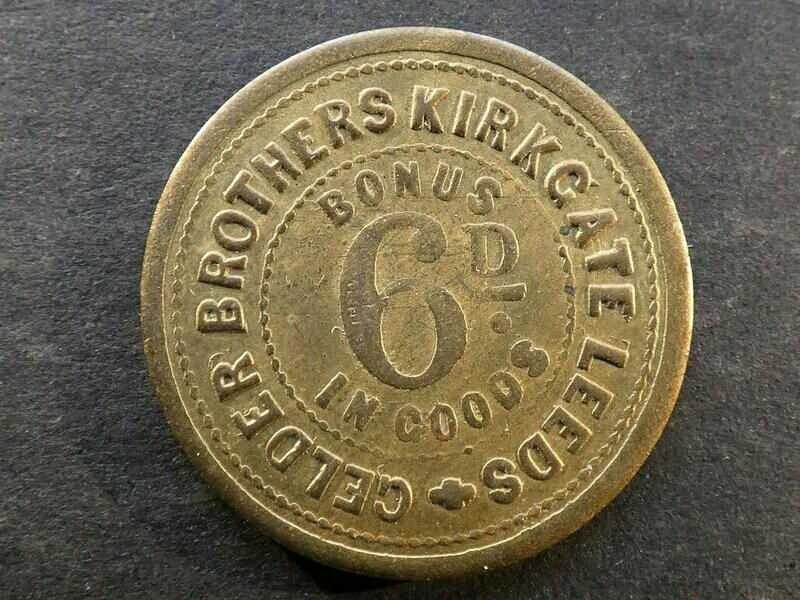 GELDER BROTHERS KIRKGATE LEEDS
BONUS
6D.
IN GOODS